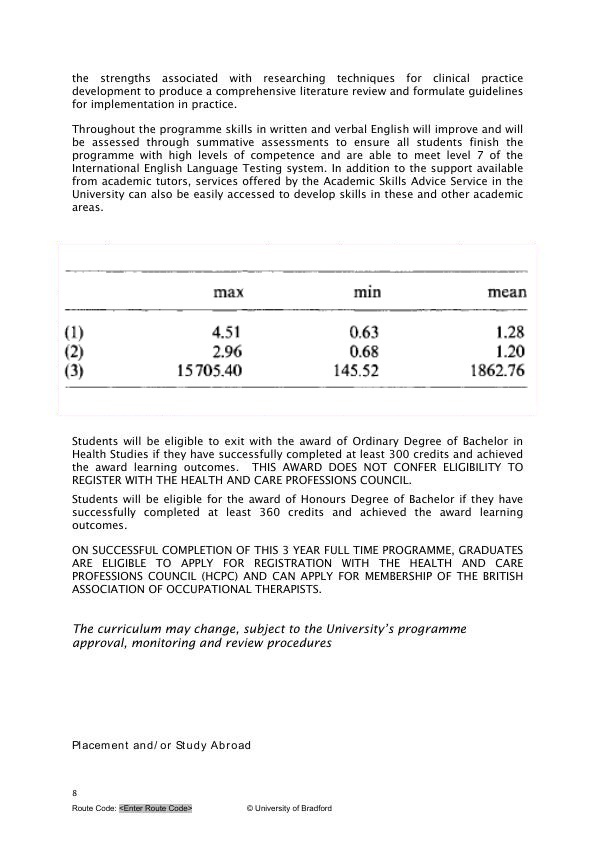 the strengths associated with researching techniques for clinical practice
development to produce a comprehensive literature review and formulate guidelines
for implementation in practice.
Throughout the programme skills in written and verbal English will improve and will
be assessed through summative assessments to ensure all students finish the
programme with high levels of competence and are able to meet level 7 of the
International English Language Testing system. In addition to the support available
from academic tutors, services offered by the Academic Skills Advice Service in the
University can also be easily accessed to develop skills in these and other academic
areas.
max min mean
(1) 4.51 0.63 1.28
(2) 2.96 0.68 1.20
(3) 15705.40 145.52 1862.76
Students will be eligible to exit with the award of Ordinary Degree of Bachelor in
Health Studies if they have successfully completed at least 300 credits and achieved
the award learning outcomes. THIS AWARD DOES NOT CONFER ELIGIBILITY TO
REGISTER WITH THE HEALTH AND CARE PROFESSIONS COUNCIL.
Students will be eligible for the award of Honours Degree of Bachelor if they have
successfully completed at least 360 credits and achieved the award learning
outcomes.
ON SUCCESSFUL COMPLETION OF THIS 3 YEAR FULL TIME PROGRAMME, GRADUATES
ARE ELIGIBLE TO APPLY FOR REGISTRATION WITH THE HEALTH AND CARE
PROFESSIONS COUNCIL (HCPC) AND CAN APPLY FOR MEMBERSHIP OF THE BRITISH
ASSOCIATION OF OCCUPATIONAL THERAPISTS.
The curriculum may change, subject to the University's programme
approval, monitoring and review procedures
Placement and/or Study Abroad
8
Route Code: <Enter Route Code> © University of Bradford